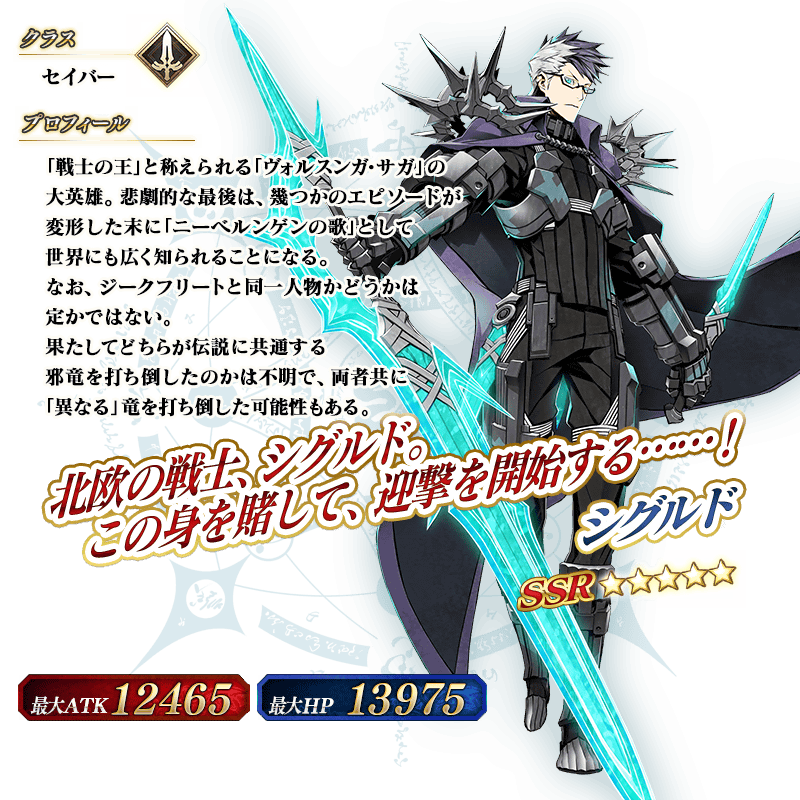 クラス
セイバー
プロフィール
「戦士の王」と称えられる「ヴォルスンガ・サガ」の
大英雄。悲劇的な最後は、幾つかのエピソードが
変形した末に「ニーベルンゲンの歌」として
世界にも広く知られることになる。
なお、ジークフリートと同一人物かどうかは
定かではない。
果たしてどちらが伝説に共通する
邪竜を打ち倒したのかは不明で、両者共に
「異なる」竜を打ち倒した可能性もある。
北欧の戦士、シグルド。
この身を賭して、迎撃を開始する……！
シグルド
SSR ☆☆☆☆☆
最大ATK 12465
最大HP 13975